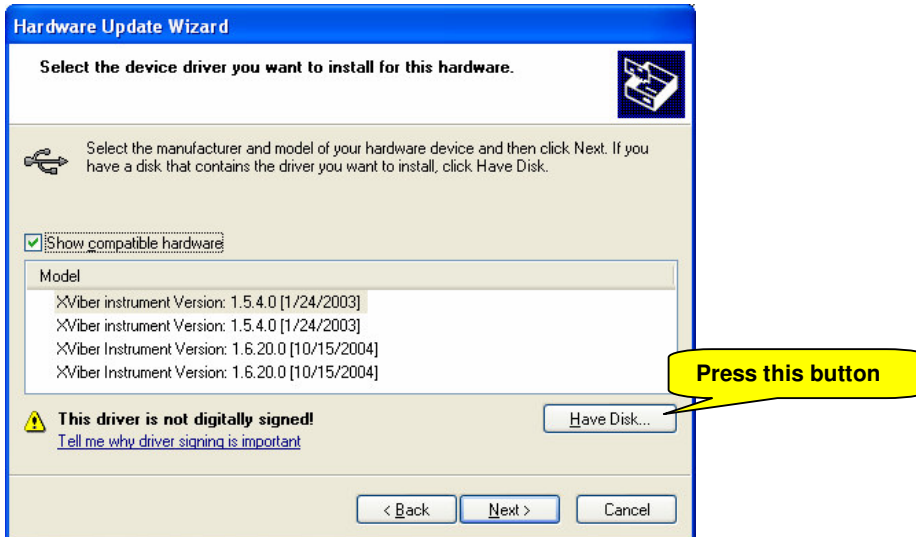 Hardware Update Wizard
Select the device driver you want to install for this hardware.
Select the manufacturer and model of your hardware device and then click Next. If you
have a disk that contains the driver you want to install, click Have Disk.
Show compatible hardware
Model
XViber instrument Version: 1.5.4.0 [1/24/2003]
XViber instrument Version: 1.5.4.0 [1/24/2003]
XViber Instrument Version: 1.6.20.0 [10/15/2004]
XViber Instrument Version: 1.6.20.0 [10/15/2004]
Press this button
This driver is not digitally signed!
Have Disk...
Tell me why driver signing is important
< Back
Next >
Cancel